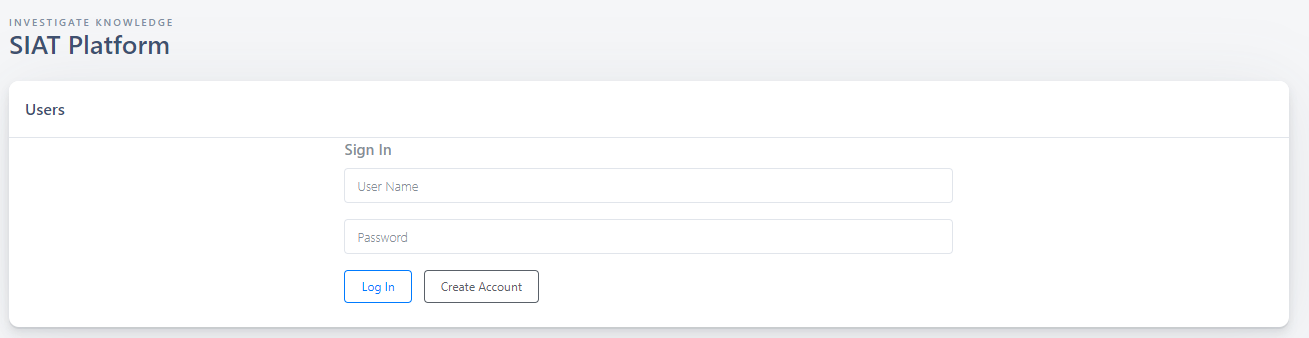 INVESTIGATE KNOWLEDGE
SIAT Platform
Users
Sign In
User Name
Password
Log In Create Account